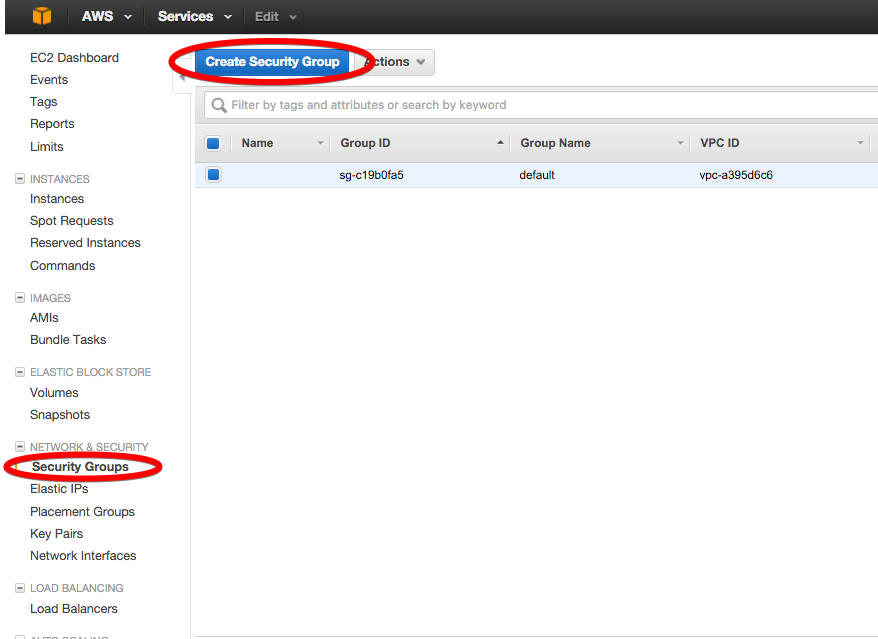 AWS Services Edit
EC2 Dashboard
Events
Tags
Reports
Limits
INSTANCES
Instances
Spot Requests
Reserved Instances
Commands
IMAGES
AMIs
Bundle Tasks
ELASTIC BLOCK STORE
Volumes
Snapshots
NETWORK & SECURITY
Security Groups
Elastic IPs
Placement Groups
Key Pairs
Network Interfaces
LOAD BALANCING
Load Balancers
AUTO SCALING
Create Security Group Actions
Filter by tags and attributes or search by keyword
Name Group ID Group Name VPC ID
sg-c19b0fa5 default vpc-a395d6c6